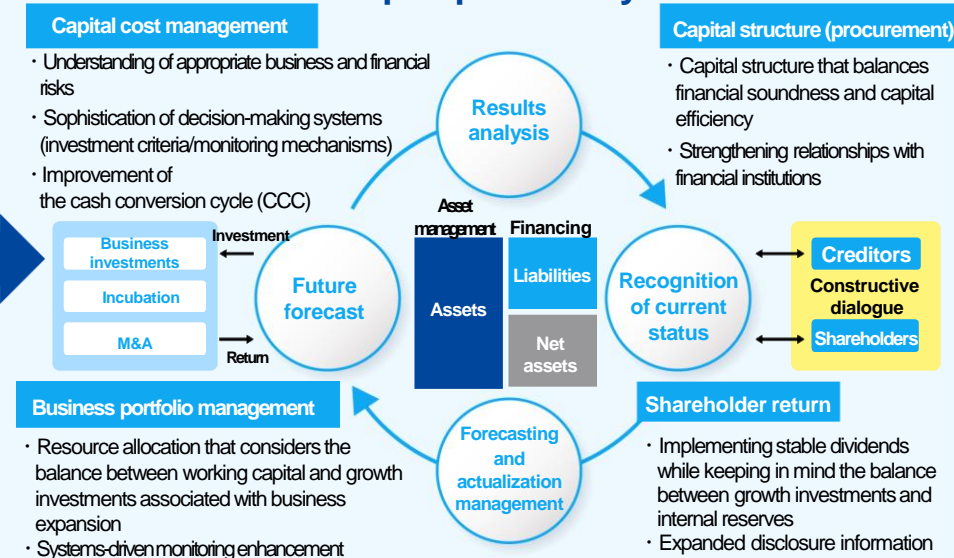 Capital cost management
・Understanding of appropriate business and financial
risks
・Sophistication of decision-making systems
(investment criteria/monitoring mechanisms)
・Improvement of
the cash conversion cycle (CCC)
Capital structure (procurement)
・Capital structure that balances
financial soundness and capital
efficiency
・Strengthening relationships with
financial institutions
Results
analysis
Business
investments
Incubation
M&A
Investment
Return
Future
forecast
Asset
management
Assets
Financing
Liabilities
Net
assets
Recognition
of current
status
Creditors
Constructive
dialogue
Shareholders
Forecasting
and
actualization
management
Business portfolio management
・Resource allocation that considers the
balance between working capital and growth
investments associated with business
expansion
・Systems-driven monitoring enhancement
Shareholder return
・Implementing stable dividends
while keeping in mind the balance
between growth investments and
internal reserves
・Expanded disclosure information